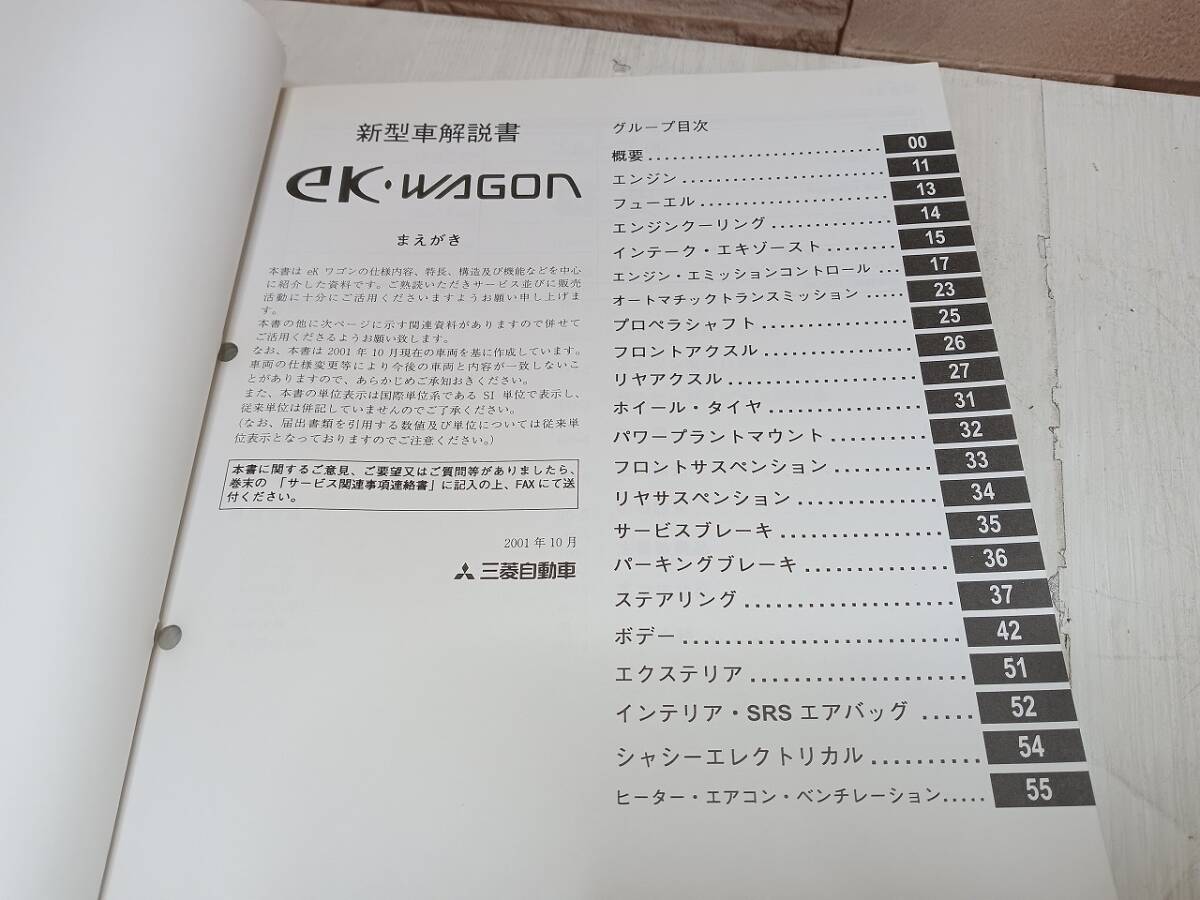 新型車解説書
eK・WAGON
まえがき
本書は eK ワゴンの仕様内容、特長、構造及び機能などを中心
に紹介した資料です。ご熟読いただきサービス並びに販売
活動に十分にご活用くださいますようお願い申し上げま
す。
本書の他に次ページに示す関連資料がありますので併せて
ご活用くださるようお願い致します。
なお、本書は 2001 年 10 月現在の車両を基に作成しています。
車両の仕様変更等により今後の車両と内容が一致しないこ
とがありますので、あらかじめご承知おきください。
また、本書の単位表示は国際単位系である SI 単位で表示し、
従来単位は併記していませんのでご了承ください。
(なお、届出書類を引用する数値及び単位については従来単
位表示となっておりますのでご注意ください。)
本書に関するご意見、ご要望又はご質問等がありましたら、
巻末の 「サービス関連事項連絡書」に記入の上、FAXにて送
付ください。
2001 年 10 月
三菱自動車
グループ目次
概要 ............................ 00
エンジン ......................... 11
フューエル ....................... 13
エンジンクーリング ............... 14
インテーク・エキゾースト ......... 15
エンジン・エミッションコントロール ... 17
オートマチックトランスミッション ..... 23
プロペラシャフト ................. 25
フロントアクスル ................. 26
リヤアクスル ..................... 27
ホイール・タイヤ ................. 31
パワープラントマウント ........... 32
フロントサスペンション ........... 33
リヤサスペンション ............... 34
サービスブレーキ ................. 35
パーキングブレーキ ............... 36
ステアリング ..................... 37
ボデー ........................... 42
エクステリア ..................... 51
インテリア・SRS エアバッグ ..... 52
シャシーエレクトリカル .......... 54
ヒーター・エアコン・ベンチレーション ..... 55